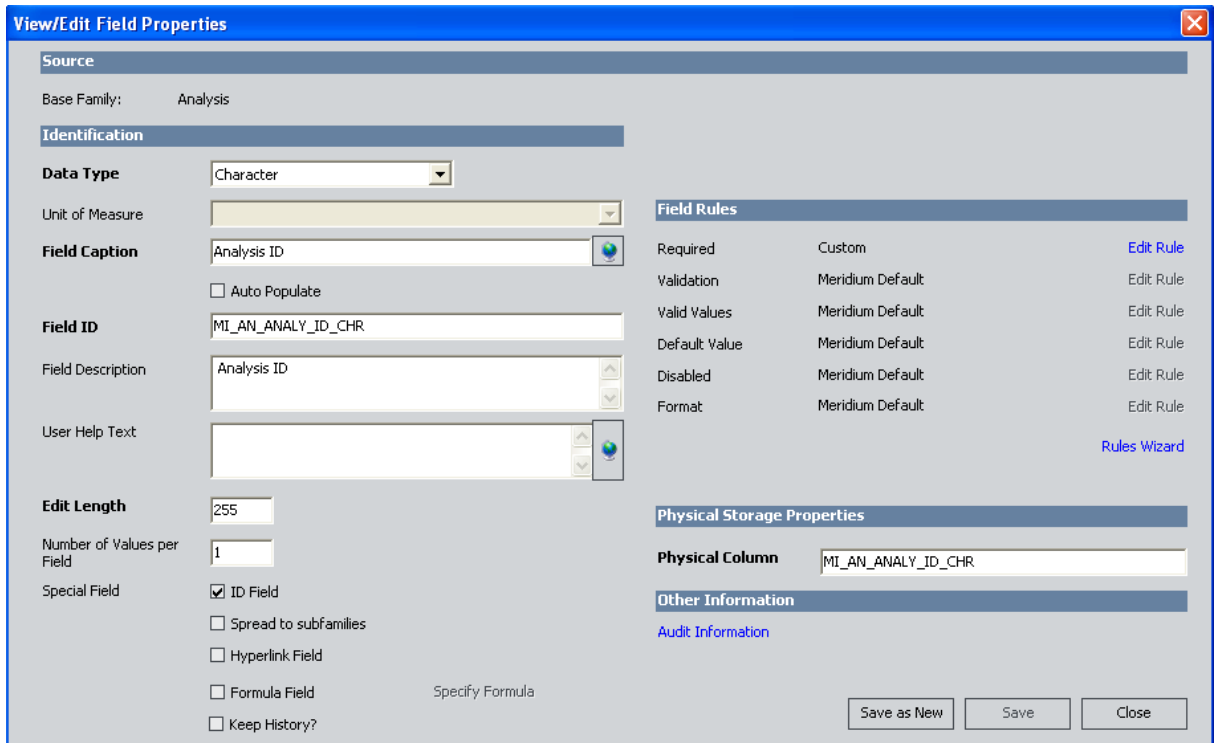 View/Edit Field Properties
Source
Base Family: Analysis
Identification
Data Type Character
Unit of Measure
Field Caption Analysis ID
Auto Populate
Field ID MI_AN_ANALY_ID_CHR
Field Description Analysis ID
User Help Text
Edit Length 255
Number of Values per
Field 1
Special Field ID Field
Spread to subfamilies
Hyperlink Field
Formula Field Specify Formula
Keep History?
Field Rules
Required Custom Edit Rule
Validation Meridium Default Edit Rule
Valid Values Meridium Default Edit Rule
Default Value Meridium Default Edit Rule
Disabled Meridium Default Edit Rule
Format Meridium Default Edit Rule
Rules Wizard
Physical Storage Properties
Physical Column MI_AN_ANALY_ID_CHR
Other Information
Audit Information
Save as New Save Close